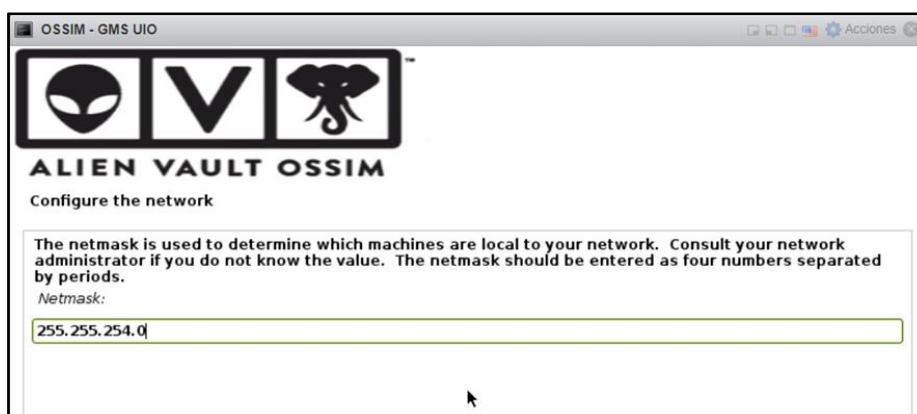 OSSIM - GMS UIO
Acciones
V
™
ALIEN VAULT OSSIM
Configure the network
The netmask is used to determine which machines are local to your network. Consult your network
administrator if you do not know the value. The netmask should be entered as four numbers separated
by periods.
Netmask:
255.255.254.0